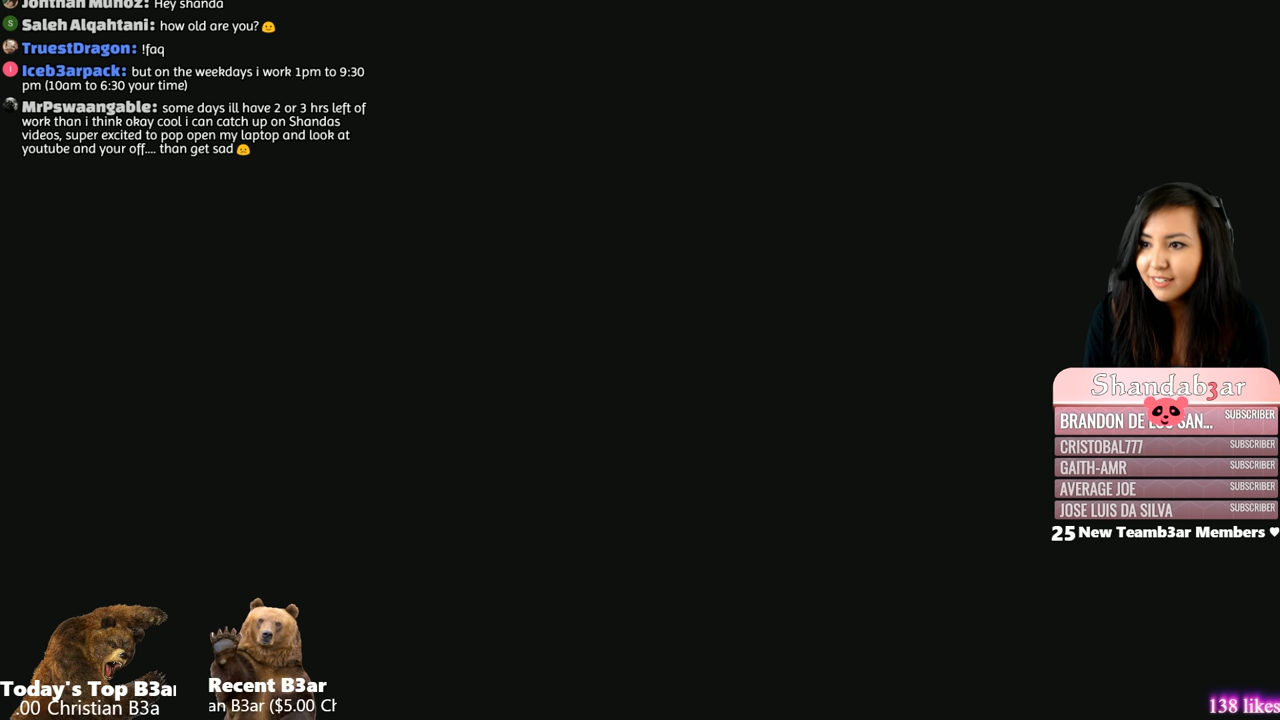 Jonthan Munoz: Hey shanda
Saleh Alqahtani: how old are you?
TruestDragon: !faq
Iceb3arpack: but on the weekdays i work 1pm to 9:30
pm (10am to 6:30 your time)
MrPswaangable: some days ill have 2 or 3 hrs left of
work than i think okay cool i can catch up on Shandas
videos, super excited to pop open my laptop and look at
youtube and your off.... than get sad
Shandab3ar
BRANDON DE LOS SAN... SUBSCRIBER
CRISTOBAL777 SUBSCRIBER
GAITH-AMR SUBSCRIBER
AVERAGE JOE SUBSCRIBER
JOSE LUIS DA SILVA SUBSCRIBER
25 New Teamb3ar Members ♥
Today's Top B3ar
.00 Christian B3a
Recent B3ar
an B3ar ($5.00 Ch
138 likes